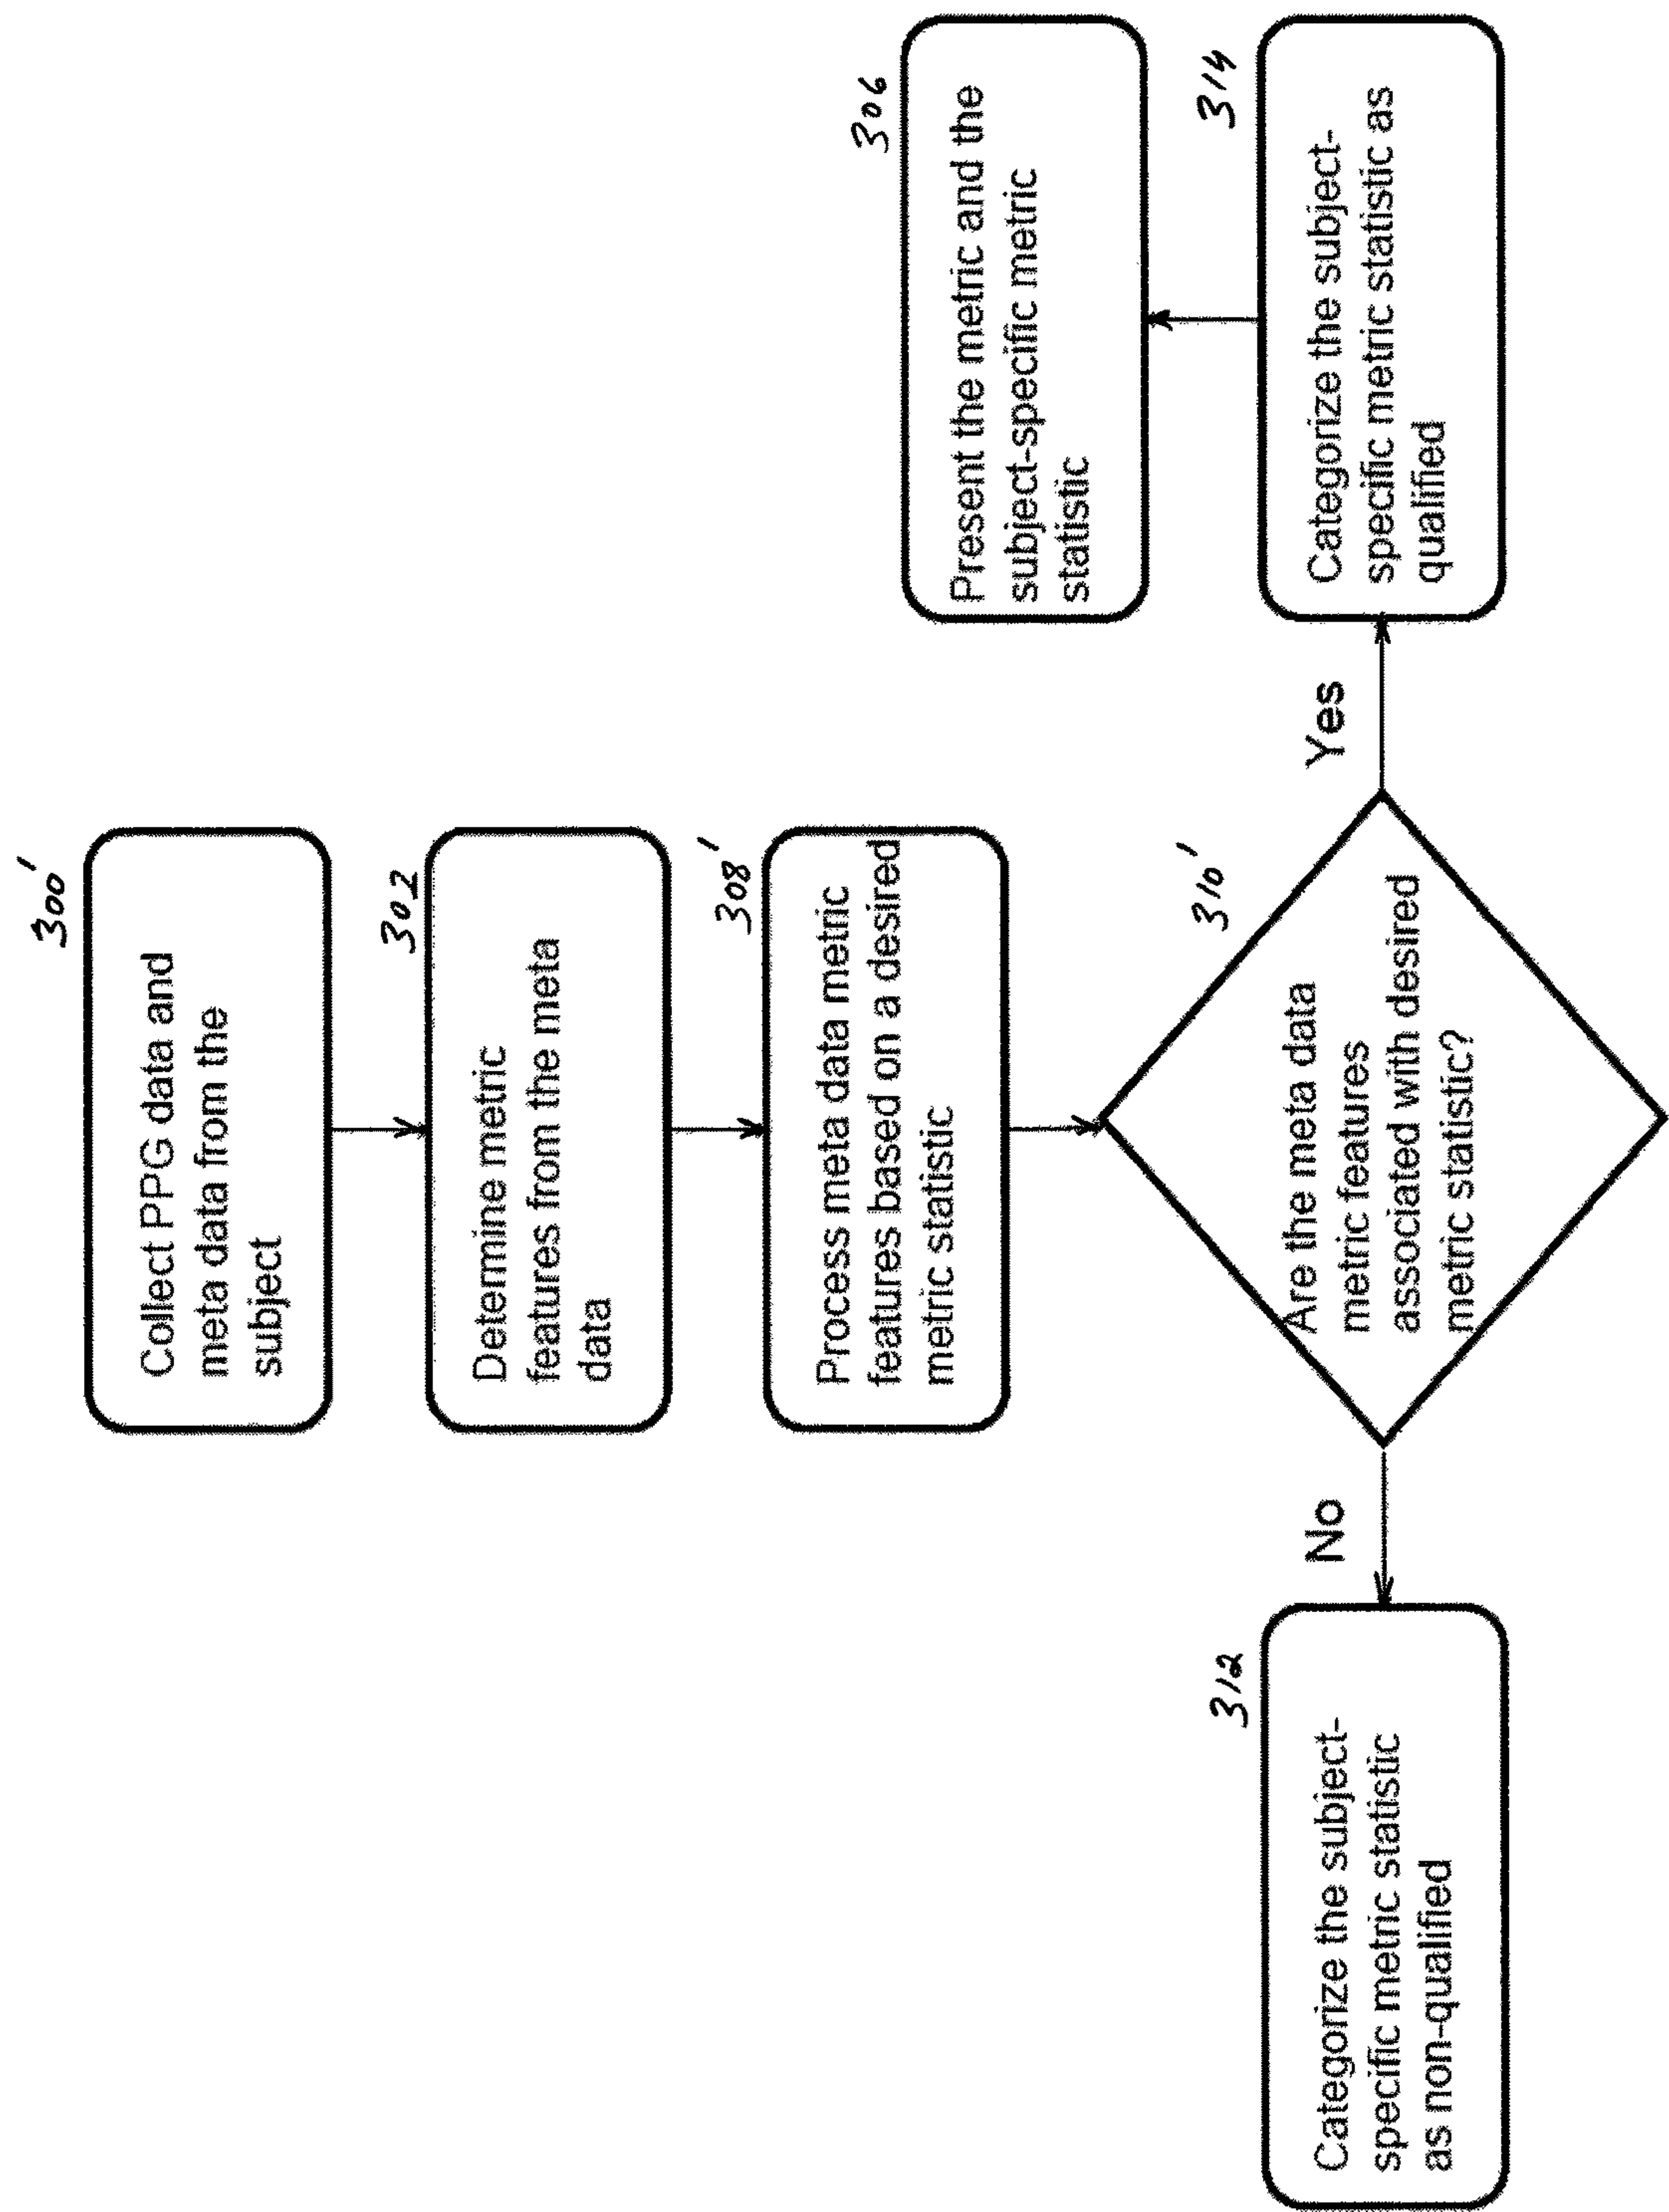 300'
Collect PPG data and
meta data from the
subject
302
Determine metric
features from the meta
data
308'
Process meta data metric
features based on a desired
metric statistic
310'
Are the meta data
metric features
associated with desired
metric statistic?
No
312
Categorize the subject-
specific metric statistic
as non-qualified
Yes
314
Categorize the subject-
specific metric statistic as
qualified
306
Present the metric and the
subject-specific metric
statistic